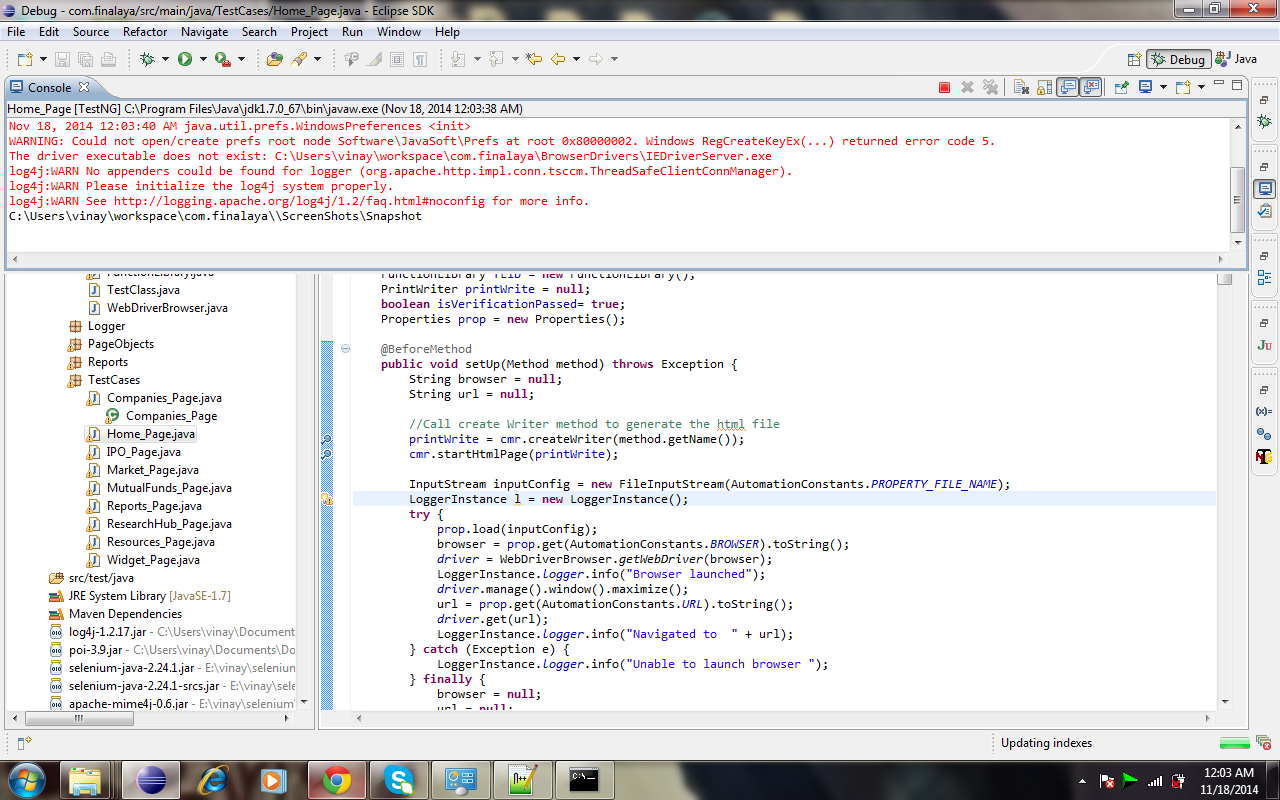 Debug - com.finalaya/src/main/java/TestCases/Home_Page.java - Eclipse SDK
File Edit Source Refactor Navigate Search Project Run Window Help
Debug Java
Console
Home_Page [TestNG] C:\Program Files\Java\jdk1.7.0_67\bin\javaw.exe (Nov 18, 2014 12:03:38 AM)
Nov 18, 2014 12:03:40 AM java.util.prefs.WindowsPreferences <init>
WARNING: Could not open/create prefs root node Software\JavaSoft\Prefs at root 0x80000002. Windows RegCreateKeyEx(...) returned error code 5.
The driver executable does not exist: C:\Users\vinay\workspace\com.finalaya\BrowserDrivers\IEDriverServer.exe
log4j:WARN No appenders could be found for logger (org.apache.http.impl.conn.tsccm.ThreadSafeClientConnManager).
log4j:WARN Please initialize the log4j system properly.
log4j:WARN See http://logging.apache.org/log4j/1.2/faq.html#noconfig for more info.
C:\Users\vinay\workspace\com.finalaya\\ScreenShots\Snapshot
FunctionLibrary.java
TestClass.java
WebDriverBrowser.java
Logger
PageObjects
Reports
TestCases
Companies_Page.java
Companies_Page
Home_Page.java
IPO_Page.java
Market_Page.java
MutualFunds_Page.java
Reports_Page.java
ResearchHub_Page.java
Resources_Page.java
Widget_Page.java
src/test/java
JRE System Library [JavaSE-1.7]
Maven Dependencies
log4j-1.2.17.jar - C:\Users\vinay\Document
poi-3.9.jar - C:\Users\vinay\Documents\Do
selenium-java-2.24.1.jar - E:\vinay\seleniun
selenium-java-2.24.1-srcs.jar - E:\vinay\sele
apache-mime4j-0.6.jar - E:\vinay\selenium
FunctionLibrary fLib = new FunctionLibrary();
PrintWriter printWrite = null;
boolean isVerificationPassed= true;
Properties prop = new Properties();
@BeforeMethod
public void setUp(Method method) throws Exception {
String browser = null;
String url = null;
//Call create Writer method to generate the html file
printWrite = cmr.createWriter(method.getName());
cmr.startHtmlPage(printWrite);
InputStream inputConfig = new FileInputStream(AutomationConstants.PROPERTY_FILE_NAME);
LoggerInstance l = new LoggerInstance();
try {
prop.load(inputConfig);
browser = prop.get(AutomationConstants.BROWSER).toString();
driver = WebDriverBrowser.getWebDriver(browser);
LoggerInstance.logger.info("Browser launched");
driver.manage().window().maximize();
url = prop.get(AutomationConstants.URL).toString();
driver.get(url);
LoggerInstance.logger.info("Navigated to  " + url);
} catch (Exception e) {
LoggerInstance.logger.info("Unable to launch browser ");
} finally {
browser = null;
url = null;
Updating indexes
12:03 AM
11/18/2014